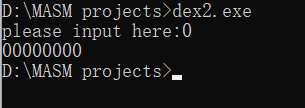 D:\MASM projects>dex2.exe
please input here:0
00000000
D:\MASM projects>_